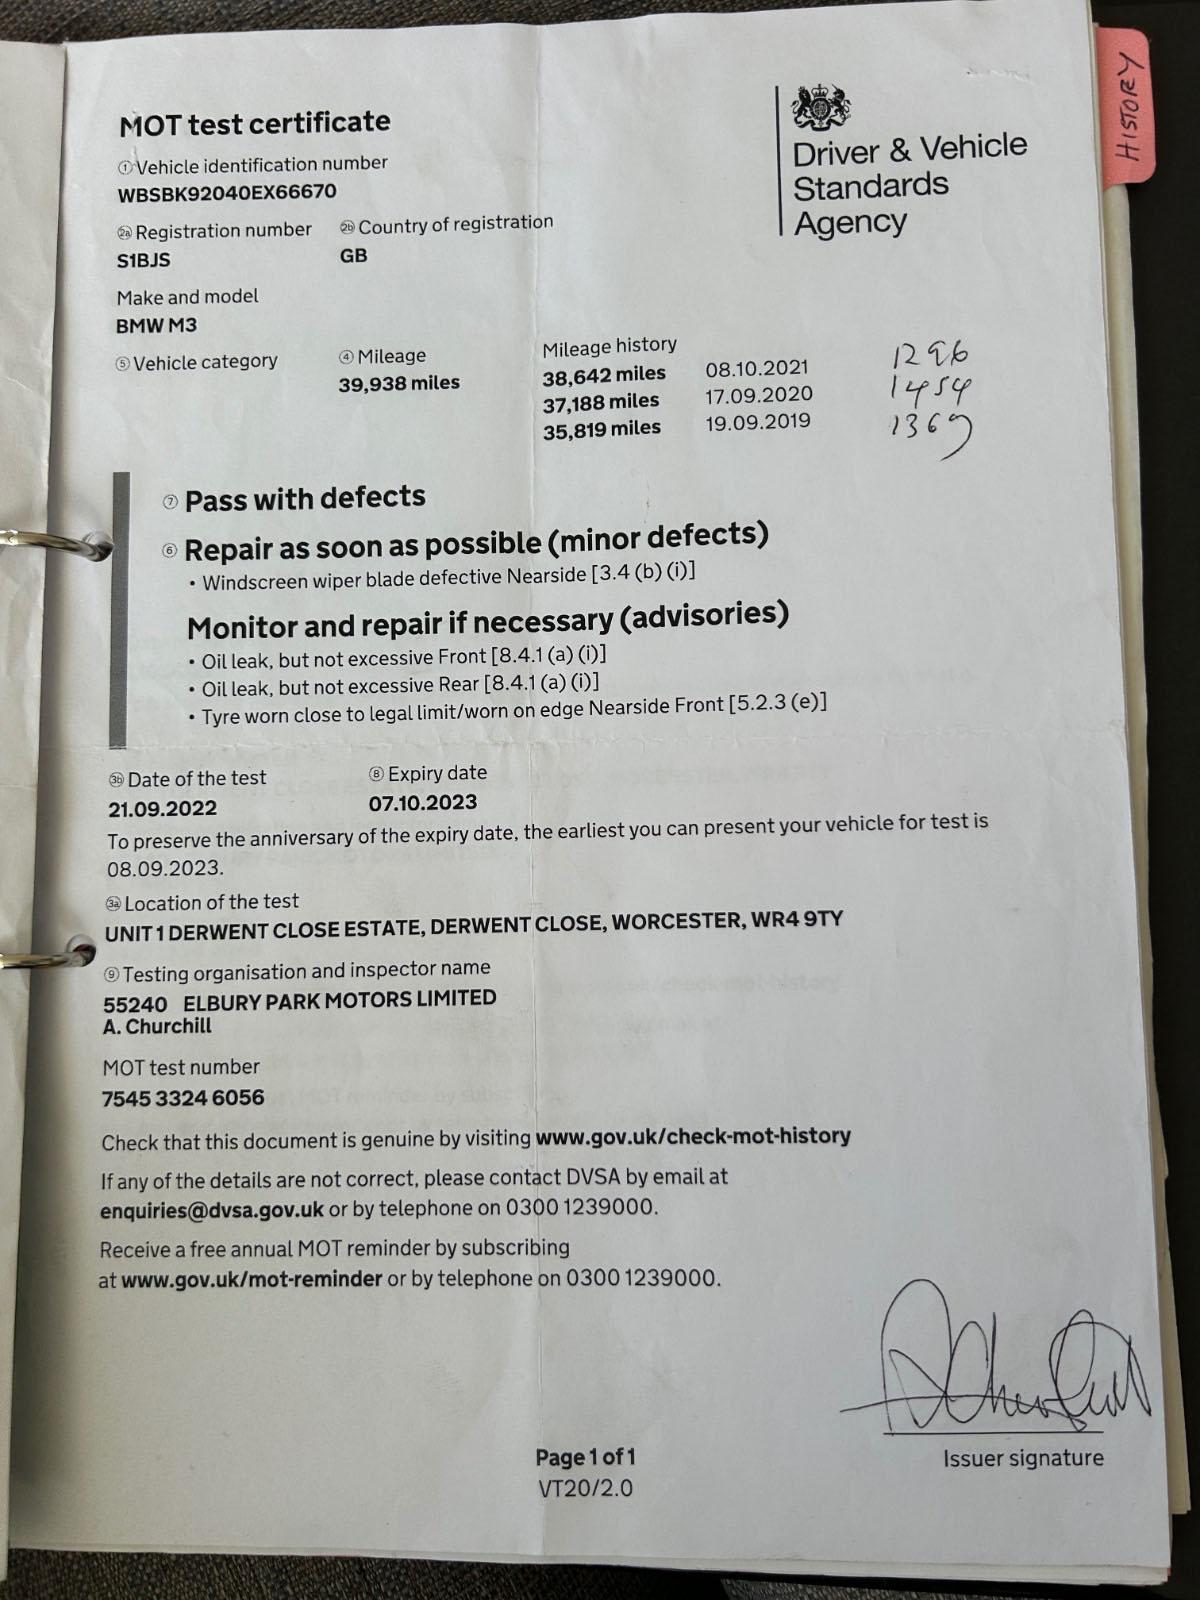 HISTORY
MOT test certificate
Driver & Vehicle
Standards
Agency
① Vehicle identification number
WBSBK92040EX66670
2a Registration number 2b Country of registration
S1BJS GB
Make and model
BMW M3
⑤ Vehicle category ④ Mileage Mileage history
39,938 miles 38,642 miles 08.10.2021 1296
37,188 miles 17.09.2020 1454
35,819 miles 19.09.2019 1369
⑦ Pass with defects
⑥ Repair as soon as possible (minor defects)
• Windscreen wiper blade defective Nearside [3.4 (b) (i)]
Monitor and repair if necessary (advisories)
• Oil leak, but not excessive Front [8.4.1 (a) (i)]
• Oil leak, but not excessive Rear [8.4.1 (a) (i)]
• Tyre worn close to legal limit/worn on edge Nearside Front [5.2.3 (e)]
3b Date of the test ⑧ Expiry date
21.09.2022 07.10.2023
To preserve the anniversary of the expiry date, the earliest you can present your vehicle for test is
08.09.2023.
3a Location of the test
UNIT 1 DERWENT CLOSE ESTATE, DERWENT CLOSE, WORCESTER, WR4 9TY
⑨ Testing organisation and inspector name
55240 ELBURY PARK MOTORS LIMITED
A. Churchill
MOT test number
7545 3324 6056
Check that this document is genuine by visiting www.gov.uk/check-mot-history
If any of the details are not correct, please contact DVSA by email at
enquiries@dvsa.gov.uk or by telephone on 0300 1239000.
Receive a free annual MOT reminder by subscribing
at www.gov.uk/mot-reminder or by telephone on 0300 1239000.
Issuer signature
Page 1 of 1
VT20/2.0